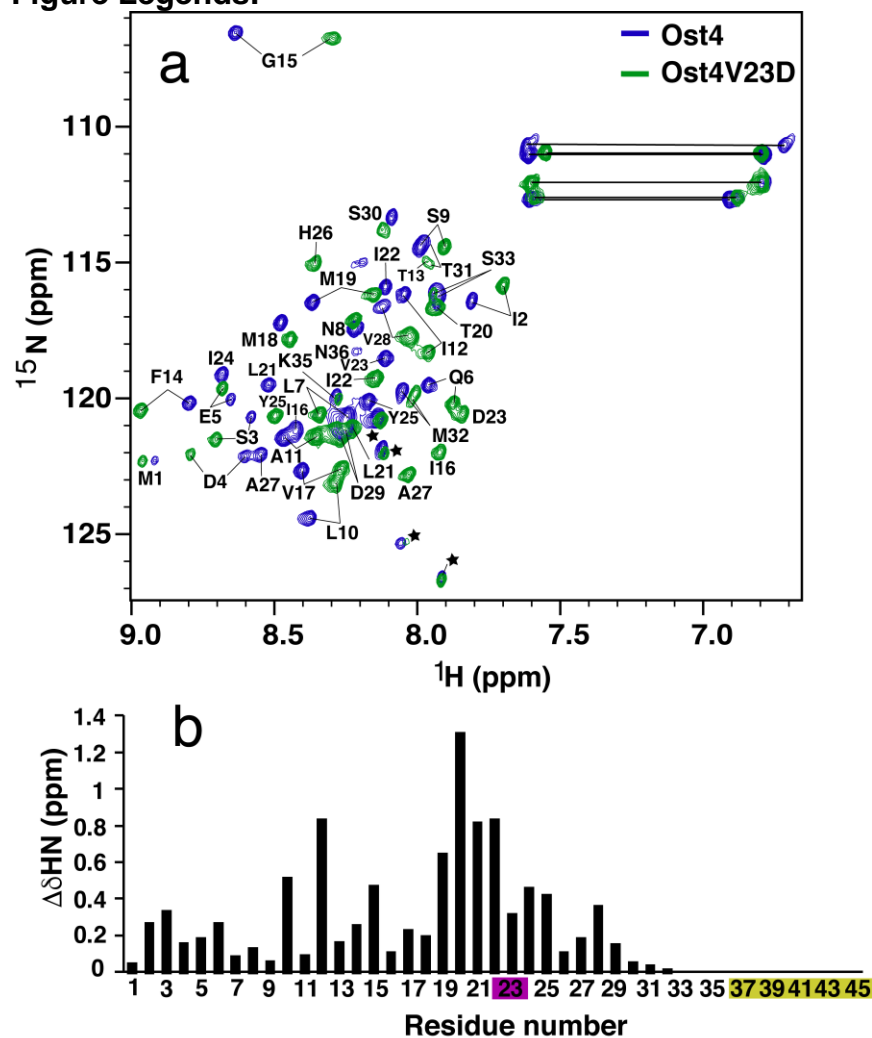 Figure Legends:
a
Ost4
Ost4V23D
G15
110
S30
S9
H26
115
I22
T13
T31
S33
M19
I2
M18
N8
V28
T20
I12
N36
V23
I24
L21
K35
I22
Q6
F14
L7
120
E5
Y25
I16
Y25
D23
S3
M32
A11
L21
I16
M1
D4
A27
V17
D29
A27
L10
125
15N (ppm)
9.0 8.5 8.0 7.5 7.0
1H (ppm)
b
1.4
1.2
1
0.8
0.6
0.4
0.2
0
ΔδHN (ppm)
1 3 5 7 9 11 13 15 17 19 21 23 25 27 29 31 33 35 37 39 41 43 45
Residue number